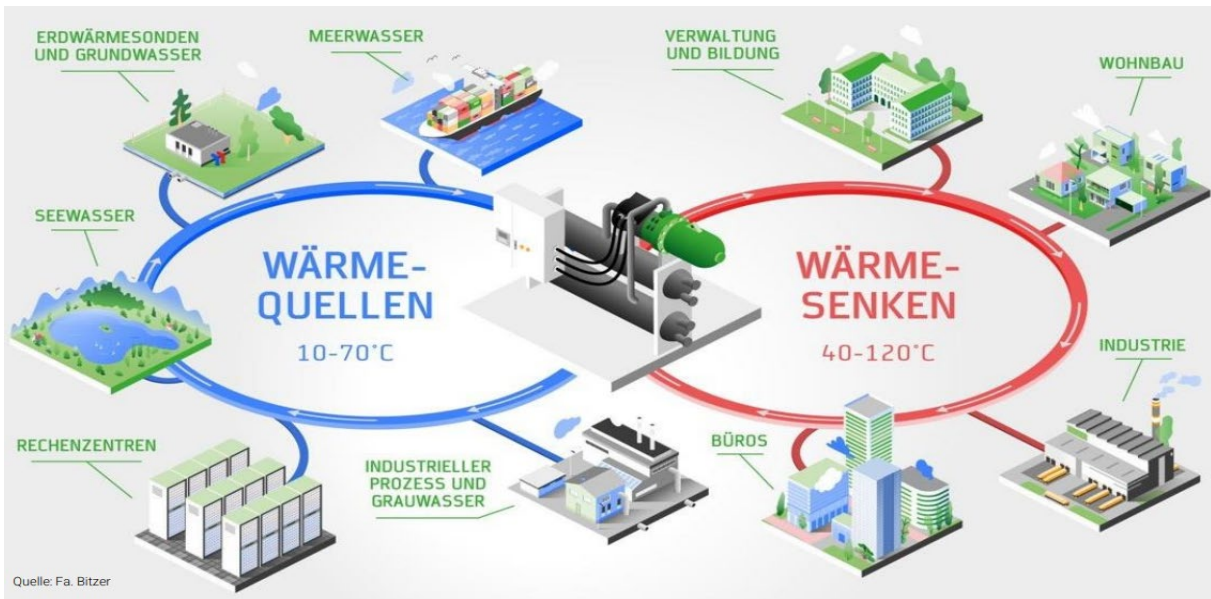 ERDWÄRMESONDEN
UND GRUNDWASSER
MEERWASSER
VERWALTUNG
UND BILDUNG
WOHNBAU
SEEWASSER
WÄRME-
QUELLEN
10-70°C
WÄRME-
SENKEN
40-120°C
INDUSTRIE
RECHENZENTREN
INDUSTRIELLER
PROZESS UND
GRAUWASSER
BÜROS
Quelle: Fa. Bitzer